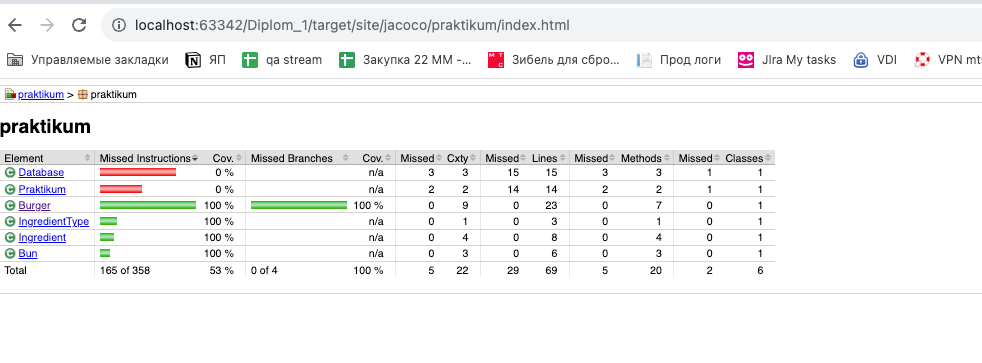 localhost:63342/Diplom_1/target/site/jacoco/praktikum/index.html
Управляемые закладки ЯП qa stream Закупка 22 ММ -... МТС Зибель для сбро... Прод логи JIra My tasks VDI VPN mts
praktikum > praktikum
praktikum
Element Missed Instructions Cov. Missed Branches Cov. Missed Cxty Missed Lines Missed Methods Missed Classes
Database 0 % n/a 3 3 15 15 3 3 1 1
Praktikum 0 % n/a 2 2 14 14 2 2 1 1
Burger 100 % 100 % 0 9 0 23 0 7 0 1
IngredientType 100 % n/a 0 1 0 3 0 1 0 1
Ingredient 100 % n/a 0 4 0 8 0 4 0 1
Bun 100 % n/a 0 3 0 6 0 3 0 1
Total 165 of 358 53 % 0 of 4 100 % 5 22 29 69 5 20 2 6